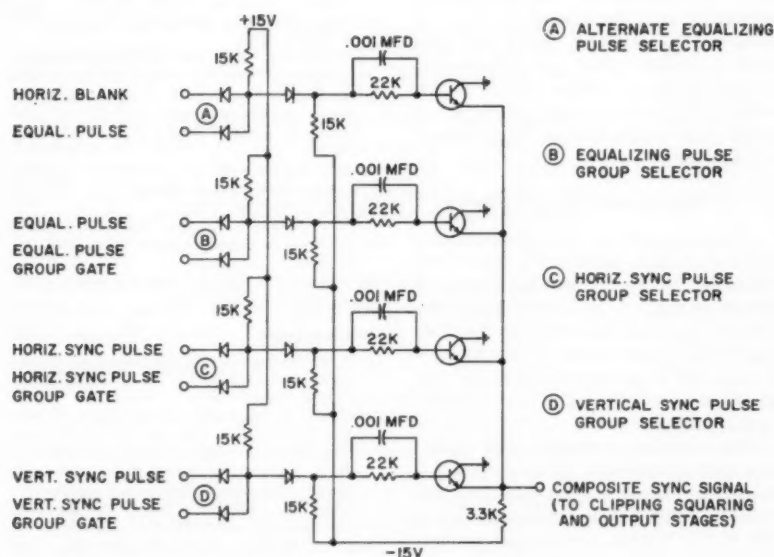 +15V
15K
.001 MFD
22K
HORIZ. BLANK
A
EQUAL. PULSE
15K
A ALTERNATE EQUALIZING
PULSE SELECTOR
15K
.001 MFD
22K
EQUAL. PULSE
B
EQUAL. PULSE
GROUP GATE
15K
B EQUALIZING PULSE
GROUP SELECTOR
15K
.001 MFD
22K
HORIZ. SYNC PULSE
C
HORIZ. SYNC PULSE
GROUP GATE
15K
C HORIZ. SYNC PULSE
GROUP SELECTOR
15K
.001 MFD
22K
VERT. SYNC PULSE
D
VERT. SYNC PULSE
GROUP GATE
15K
D VERTICAL SYNC PULSE
GROUP SELECTOR
3.3K
COMPOSITE SYNC SIGNAL
(TO CLIPPING SQUARING
AND OUTPUT STAGES)
-15V